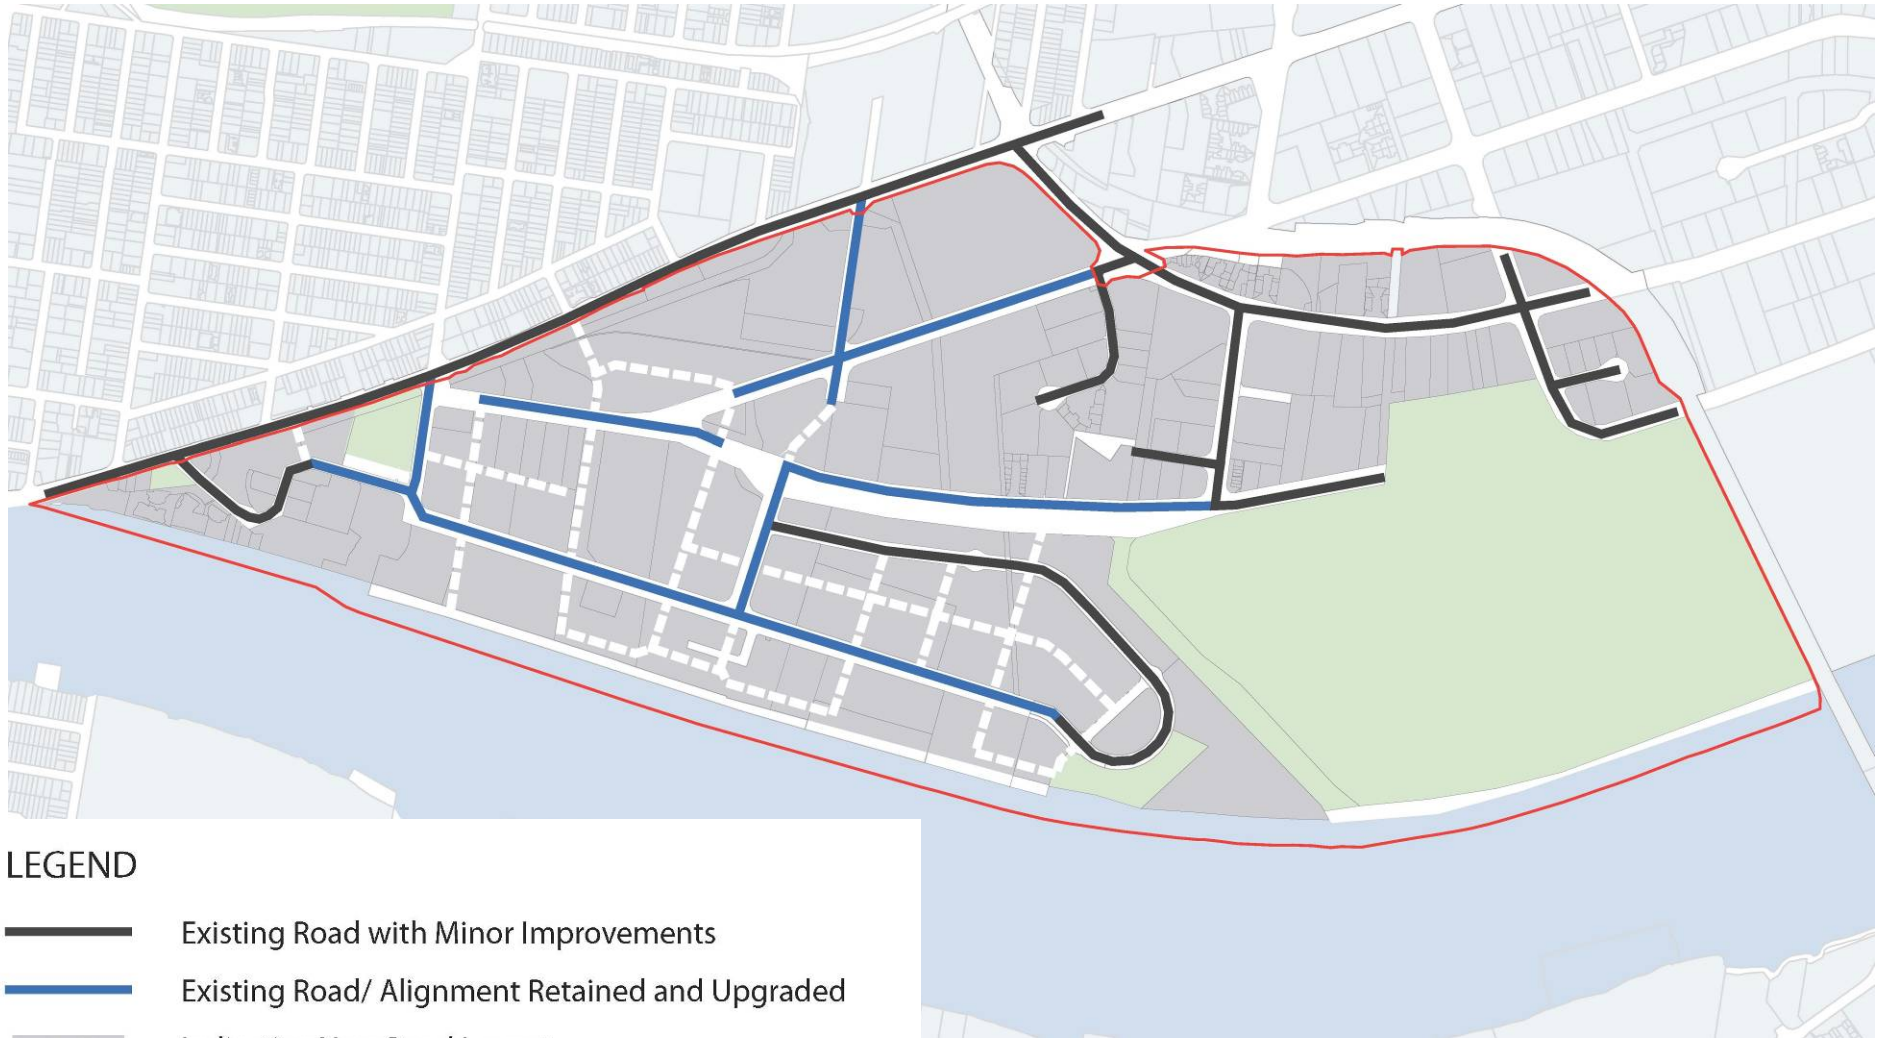 LEGEND
Existing Road with Minor Improvements
Existing Road/ Alignment Retained and Upgraded